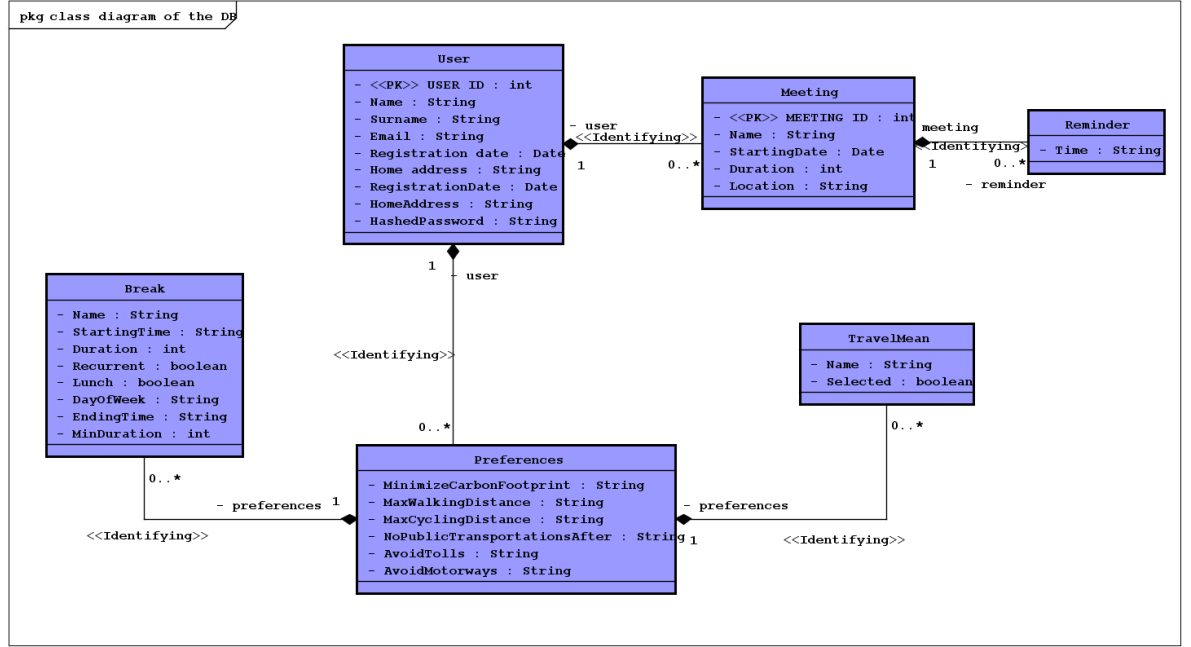 pkg class diagram of the DB
User
- <<PK>> USER ID : int
- Name : String
- Surname : String
- Email : String
- Registration date : Date
- Home address : String
- RegistrationDate : Date
- HomeAddress : String
- HashedPassword : String
- user
<<Identifying>>
1
0..*
Meeting
- <<PK>> MEETING ID : int
- Name : String
- StartingDate : Date
- Duration : int
- Location : String
meeting
<<Identifying>
1
0..*
- reminder
Reminder
- Time : String
1
- user
<<Identifying>>
0..*
Break
- Name : String
- StartingTime : String
- Duration : int
- Recurrent : boolean
- Lunch : boolean
- DayOfWeek : String
- EndingTime : String
- MinDuration : int
0..*
- preferences
1
<<Identifying>>
TravelMean
- Name : String
- Selected : boolean
0..*
Preferences
- MinimizeCarbonFootprint : String
- MaxWalkingDistance : String
- MaxCyclingDistance : String
- NoPublicTransportationsAfter : String
- AvoidTolls : String
- AvoidMotorways : String
- preferences
1
<<Identifying>>